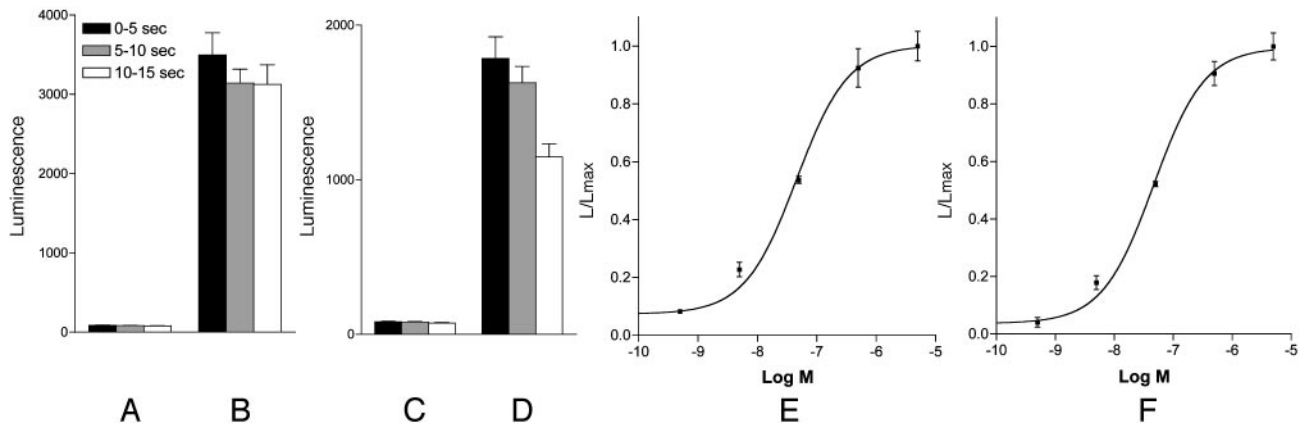 4000
3000
2000
1000
0
Luminescence
0-5 sec
5-10 sec
10-15 sec
A
B
2000
1000
0
Luminescence
C
D
1.0
0.8
0.6
0.4
0.2
0.0
L/Lmax
-10
-9
-8
-7
-6
-5
Log M
E
1.0
0.8
0.6
0.4
0.2
0.0
L/Lmax
-10
-9
-8
-7
-6
-5
Log M
F